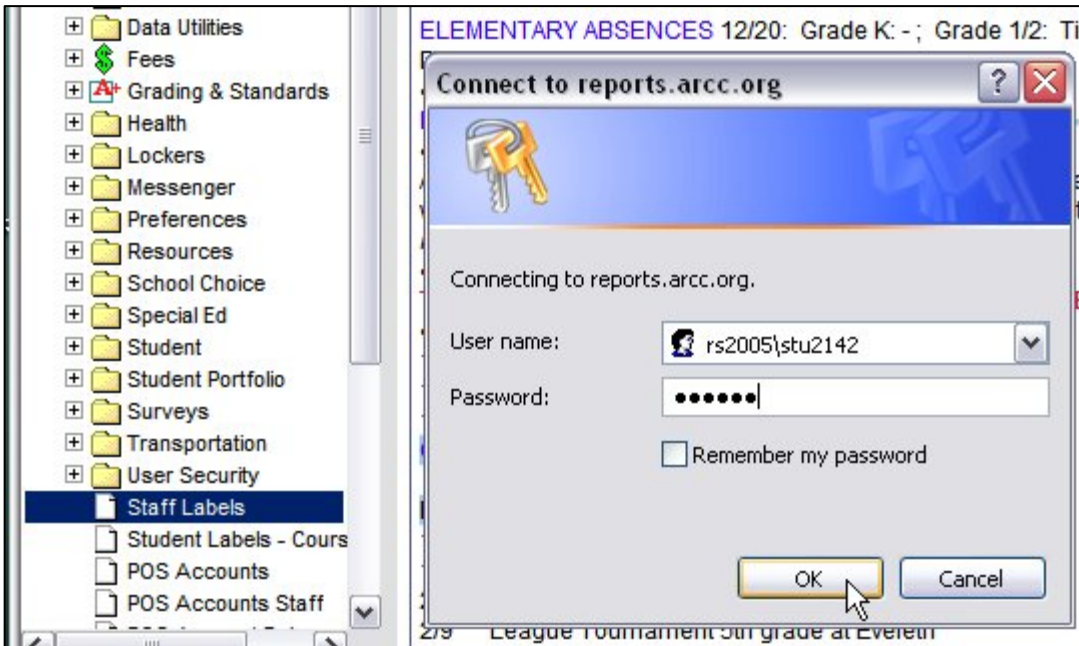 Data Utilities
Fees
Grading & Standards
Health
Lockers
Messenger
Preferences
Resources
School Choice
Special Ed
Student
Student Portfolio
Surveys
Transportation
User Security
Staff Labels
Student Labels - Cours
POS Accounts
POS Accounts Staff
ELEMENTARY ABSENCES 12/20: Grade K: - ; Grade 1/2: Ti
Connect to reports.arcc.org
Connecting to reports.arcc.org.
User name: rs2005\stu2142
Password: ●●●●●●
Remember my password
OK Cancel
2/9 League Tournament 5th grade at Eveleth